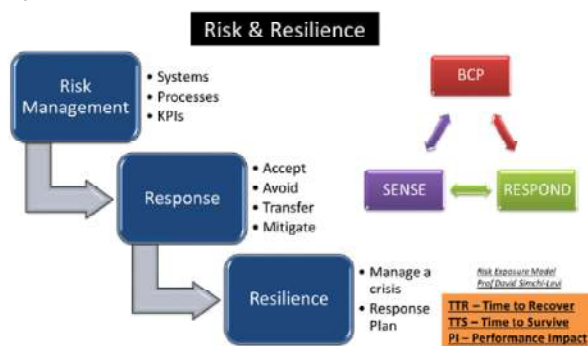 Risk & Resilience
Risk
Management
• Systems
• Processes
• KPIs
Response
• Accept
• Avoid
• Transfer
• Mitigate
Resilience
• Manage a
crisis
• Response
Plan
BCP
SENSE
RESPOND
Risk Exposure Model
Prof David Simchi-Levi
TTR – Time to Recover
TTS – Time to Survive
PI – Performance Impact